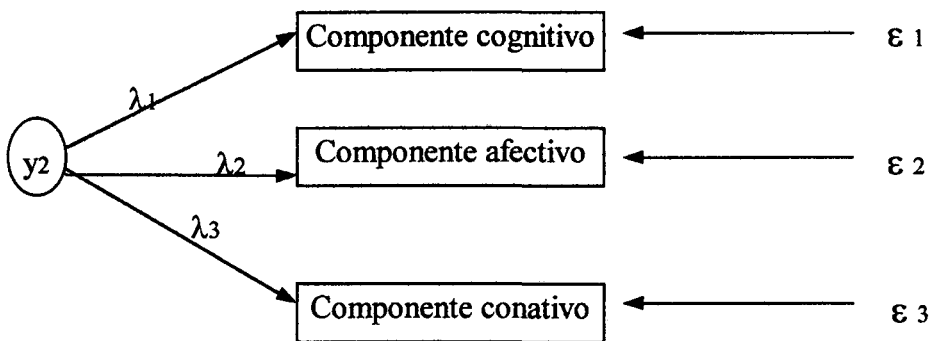 Componente cognitivo
ε 1
λ1
Componente afectivo
y2
λ2
ε 2
λ3
Componente conativo
ε 3